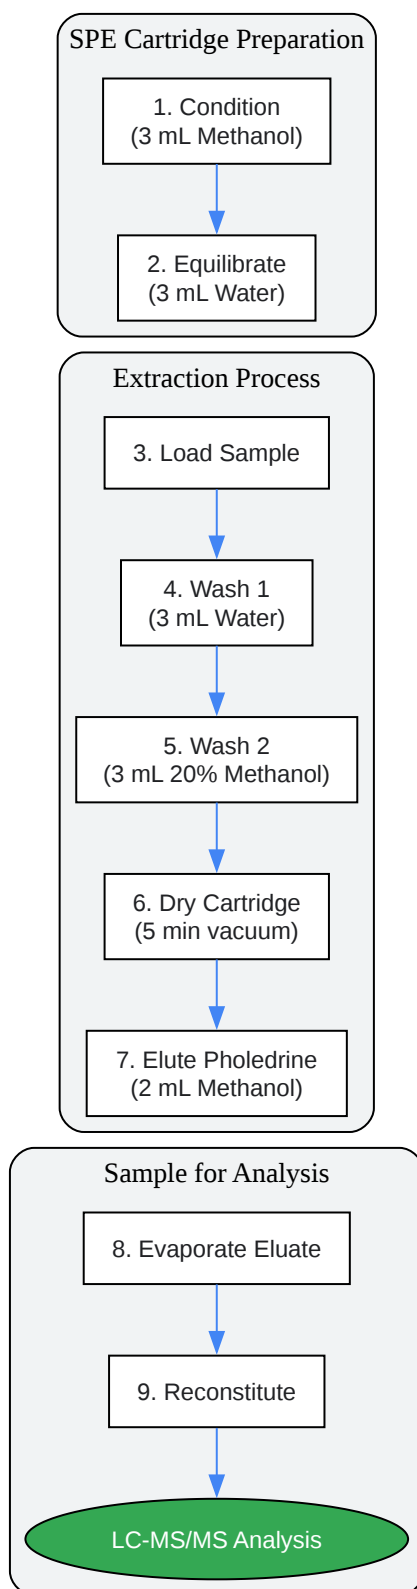 SPE Cartridge Preparation
1. Condition
(3 mL Methanol)
2. Equilibrate
(3 mL Water)
Extraction Process
3. Load Sample
4. Wash 1
(3 mL Water)
5. Wash 2
(3 mL 20% Methanol)
6. Dry Cartridge
(5 min vacuum)
7. Elute Pholedrine
(2 mL Methanol)
Sample for Analysis
8. Evaporate Eluate
9. Reconstitute
LC-MS/MS Analysis